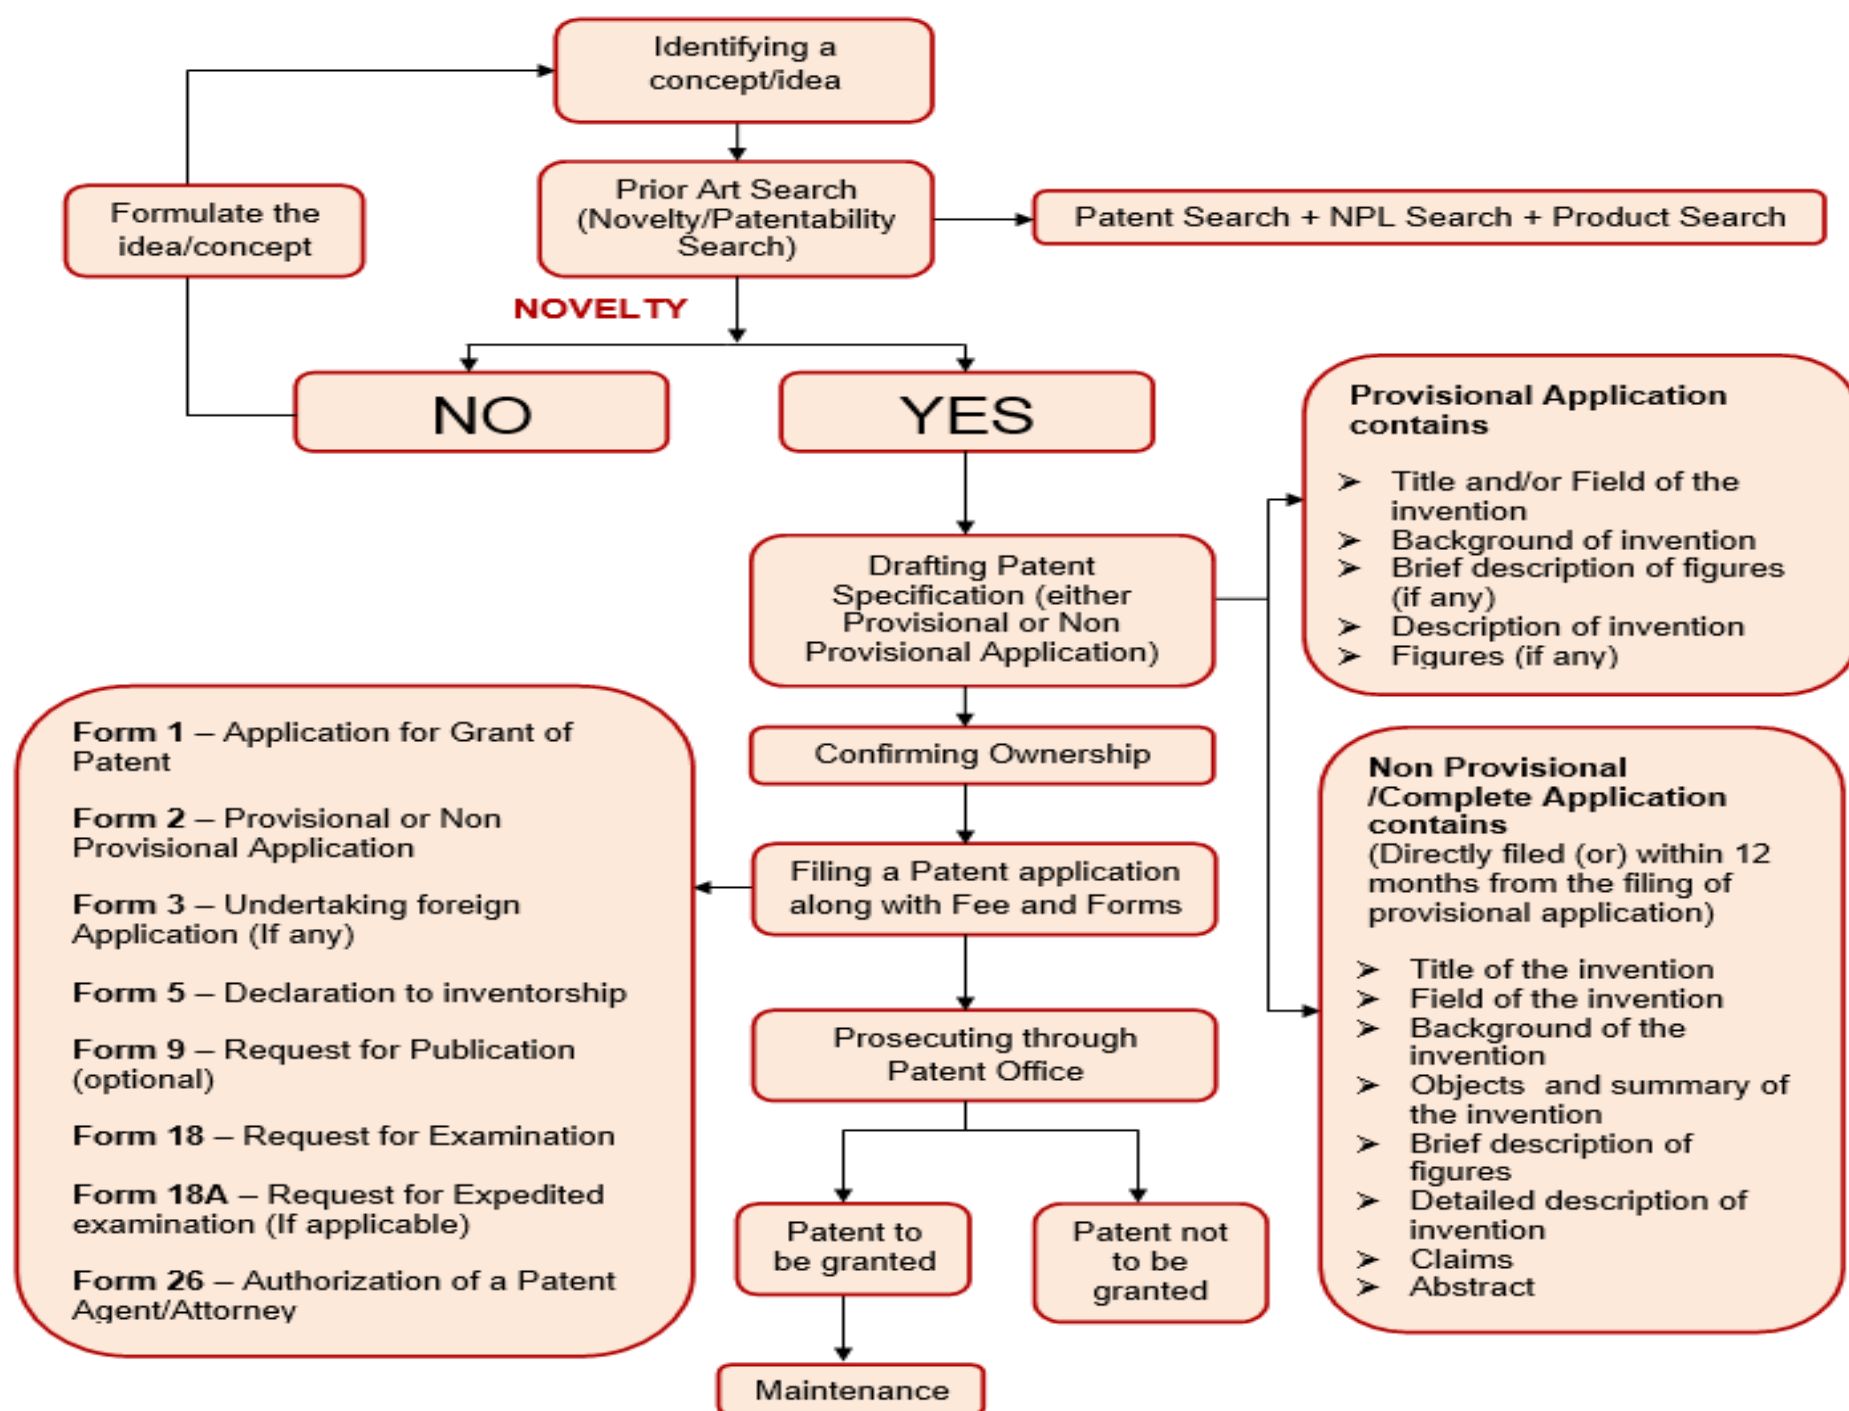 Identifying a
concept/idea
Formulate the
idea/concept
Prior Art Search
(Novelty/Patentability
Search)
Patent Search + NPL Search + Product Search
NOVELTY
NO
YES
Drafting Patent
Specification (either
Provisional or Non
Provisional Application)
Provisional Application
contains
➤ Title and/or Field of the
invention
➤ Background of invention
➤ Brief description of figures
(if any)
➤ Description of invention
➤ Figures (if any)
Confirming Ownership
Filing a Patent application
along with Fee and Forms
Form 1 – Application for Grant of
Patent
Form 2 – Provisional or Non
Provisional Application
Form 3 – Undertaking foreign
Application (If any)
Form 5 – Declaration to inventorship
Form 9 – Request for Publication
(optional)
Form 18 – Request for Examination
Form 18A – Request for Expedited
examination (If applicable)
Form 26 – Authorization of a Patent
Agent/Attorney
Non Provisional
/Complete Application
contains
(Directly filed (or) within 12
months from the filing of
provisional application)
➤ Title of the invention
➤ Field of the invention
➤ Background of the
invention
➤ Objects and summary of
the invention
➤ Brief description of
figures
➤ Detailed description of
invention
➤ Claims
➤ Abstract
Prosecuting through
Patent Office
Patent to
be granted
Patent not
to be
granted
Maintenance